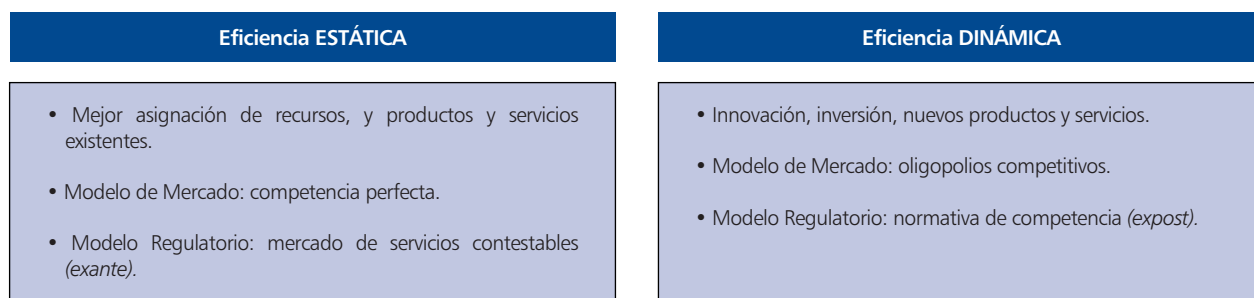 Eficiencia ESTÁTICA
• Mejor asignación de recursos, y productos y servicios
existentes.
• Modelo de Mercado: competencia perfecta.
• Modelo Regulatorio: mercado de servicios contestables
(exante).
Eficiencia DINÁMICA
• Innovación, inversión, nuevos productos y servicios.
• Modelo de Mercado: oligopolios competitivos.
• Modelo Regulatorio: normativa de competencia (expost).